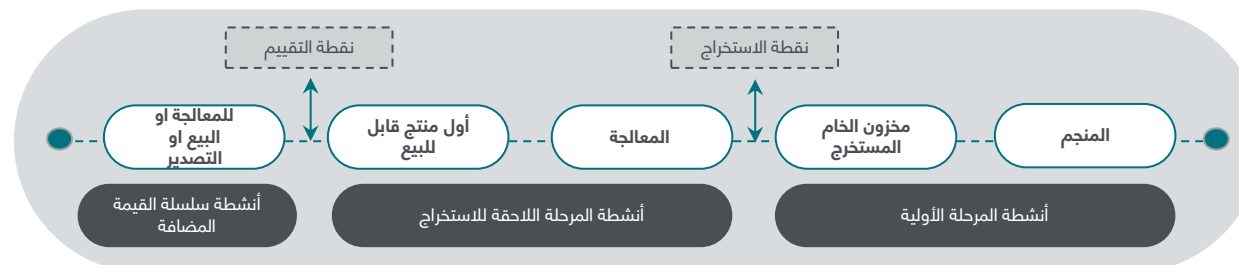 نقطة الاستخراج
نقطة التقييم
المنجم
مخزون الخام
المستخرج
المعالجة
أول منتج قابل
للبيع
للمعالجة او
البيع او
التصدير
أنشطة المرحلة الأولية
أنشطة المرحلة اللاحقة للاستخراج
أنشطة سلسلة القيمة
المضافة